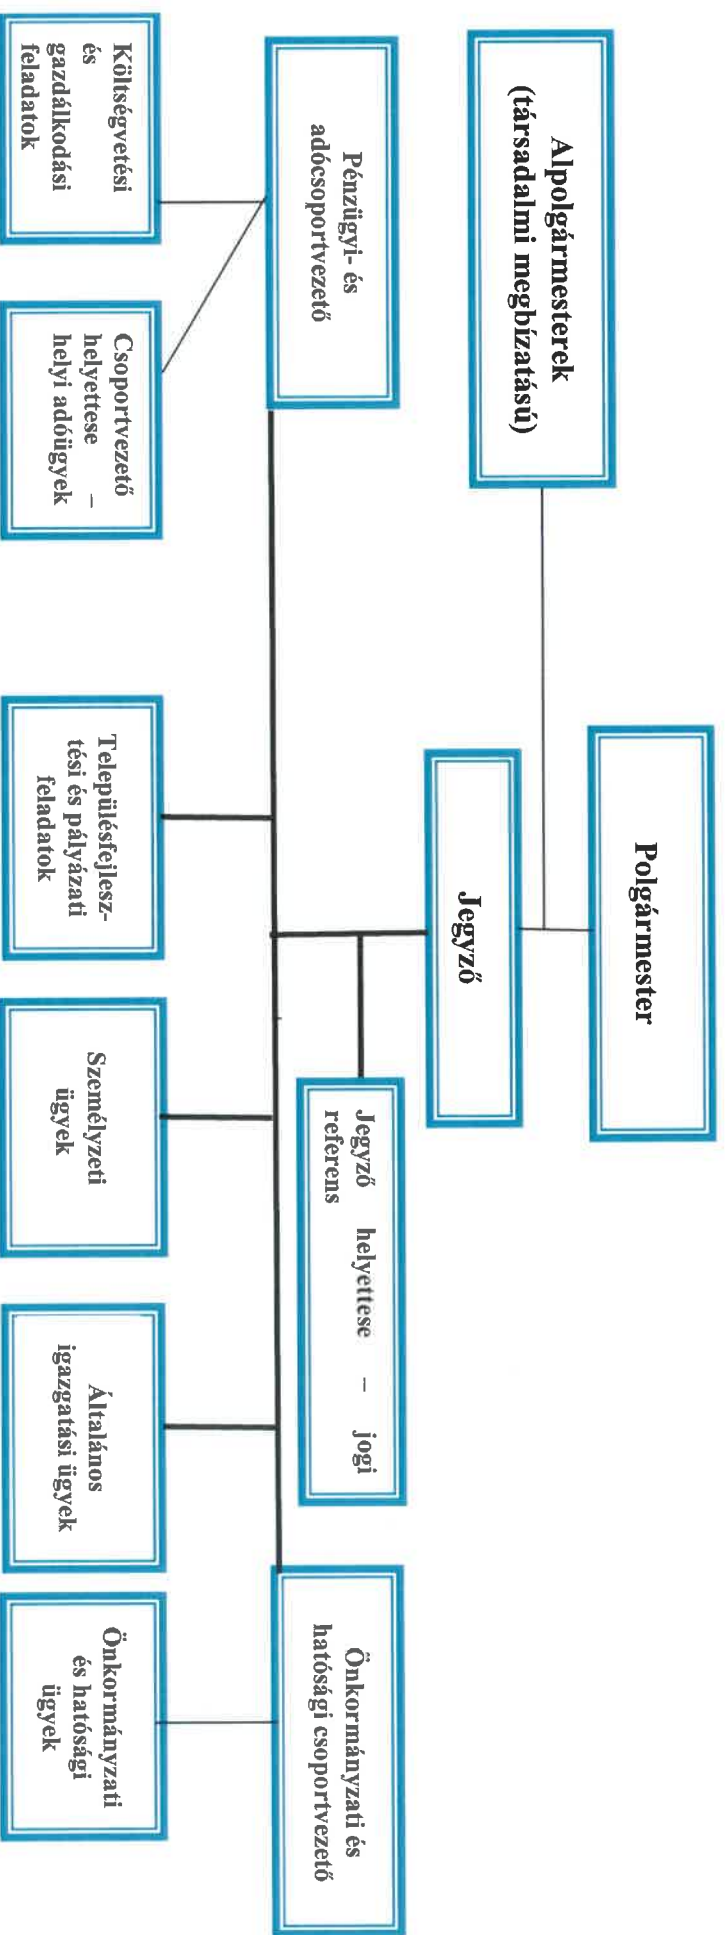 Polgármester
Alpolgármesterek
(társadalmi megbízatású)
Jegyző
Jegyző helyettese – jogi
referens
Pénzügyi- és
adócsoportvezető
Önkormányzati és
hatósági csoportvezető
Költségvetési
és
gazdálkodási
feladatok
Csoportvezető
helyettese –
helyi adóügyek
Településfejlesz-
tési és pályázati
feladatok
Személyzeti
ügyek
Általános
igazgatási ügyek
Önkormányzati
és hatósági
ügyek